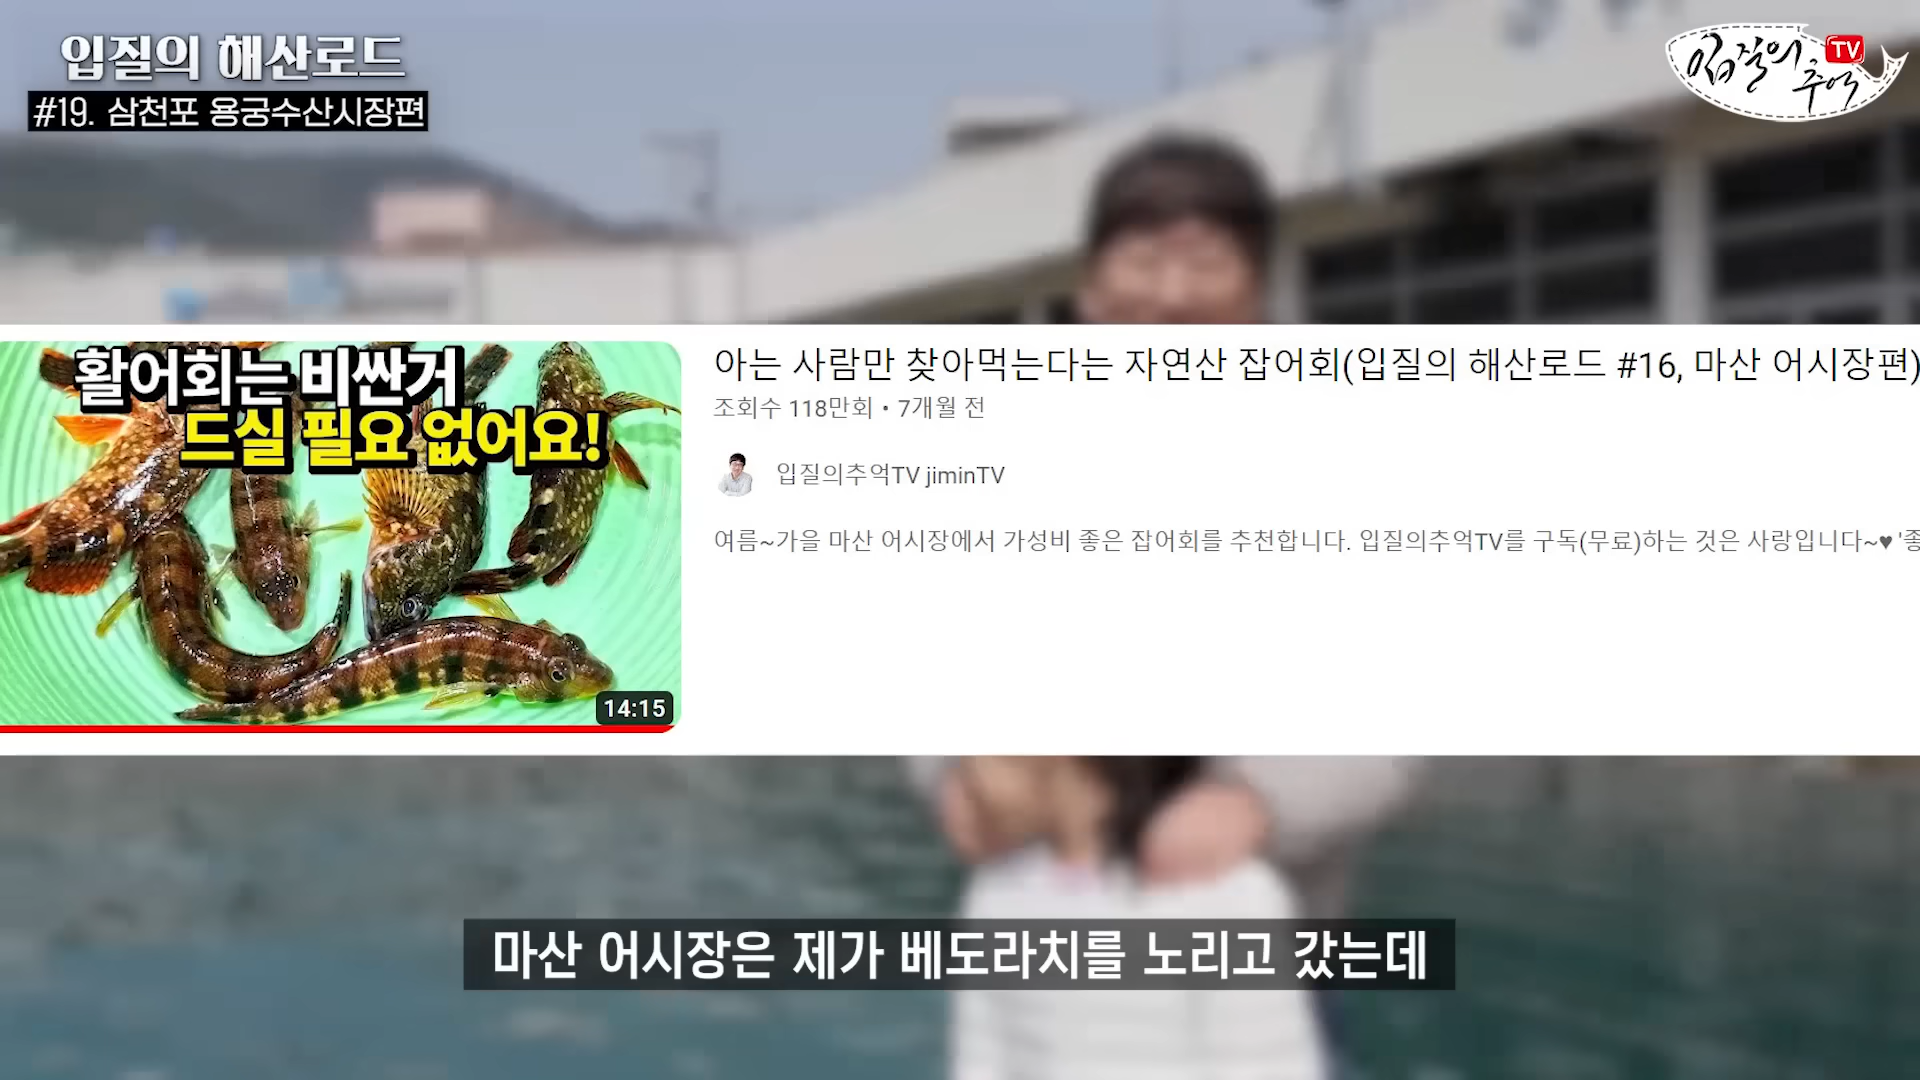 입질의 해산로드
#19. 삼천포 용궁수산시장편
입질의추억 TV
활어회는 비싼거
드실 필요 없어요!
14:15
아는 사람만 찾아먹는다는 자연산 잡어회(입질의 해산로드 #16, 마산 어시장편)
조회수 118만회 • 7개월 전
입질의추억TV jiminTV
여름~가을 마산 어시장에서 가성비 좋은 잡어회를 추천합니다. 입질의추억TV를 구독(무료)하는 것은 사랑입니다~♥ '좋
마산 어시장은 제가 베도라치를 노리고 갔는데